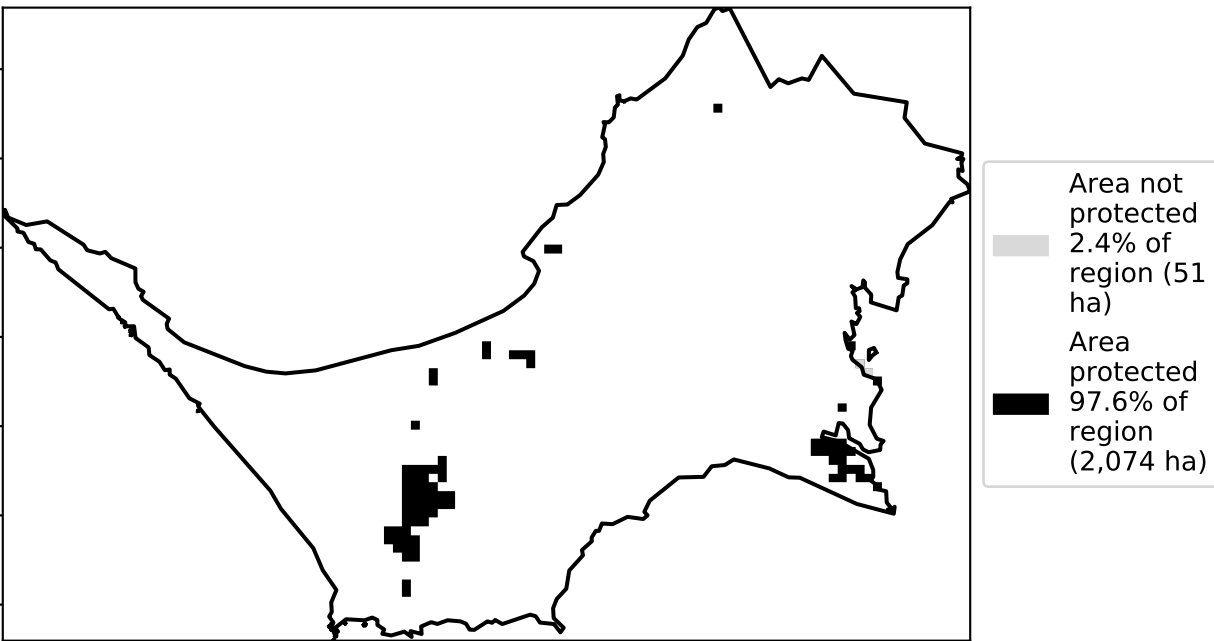 Area not
protected
2.4% of
region (51
ha)
Area
protected
97.6% of
region
(2,074 ha)